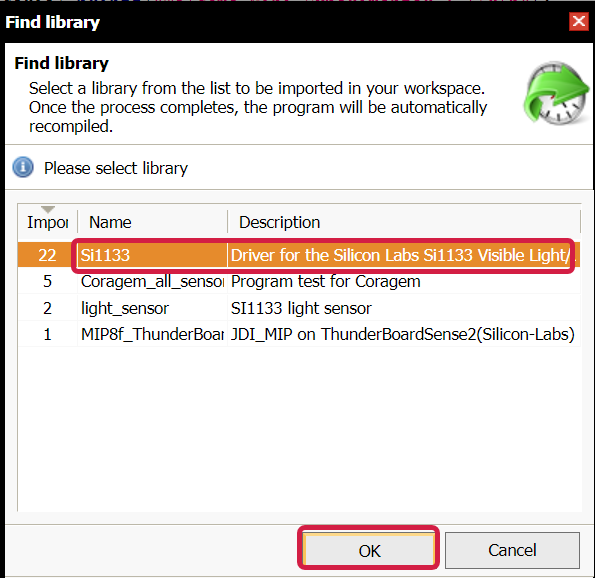 Find library
Find library
Select a library from the list to be imported in your workspace.
Once the process completes, the program will be automatically
recompiled.
Please select library
Impor Name Description
22 Si1133 Driver for the Silicon Labs Si1133 Visible Light/
5 Coragem_all_sensor Program test for Coragem
2 light_sensor SI1133 light sensor
1 MIP8f_ThunderBoar JDI_MIP on ThunderBoardSense2(Silicon-Labs)
OK Cancel